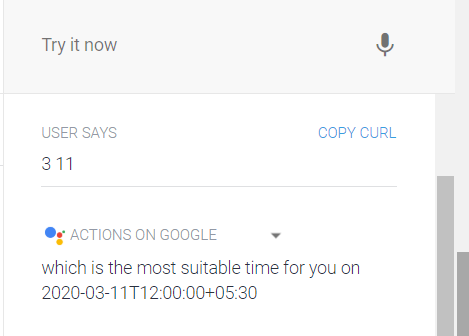 Try it now
USER SAYS COPY CURL
3 11
ACTIONS ON GOOGLE
which is the most suitable time for you on
2020-03-11T12:00:00+05:30